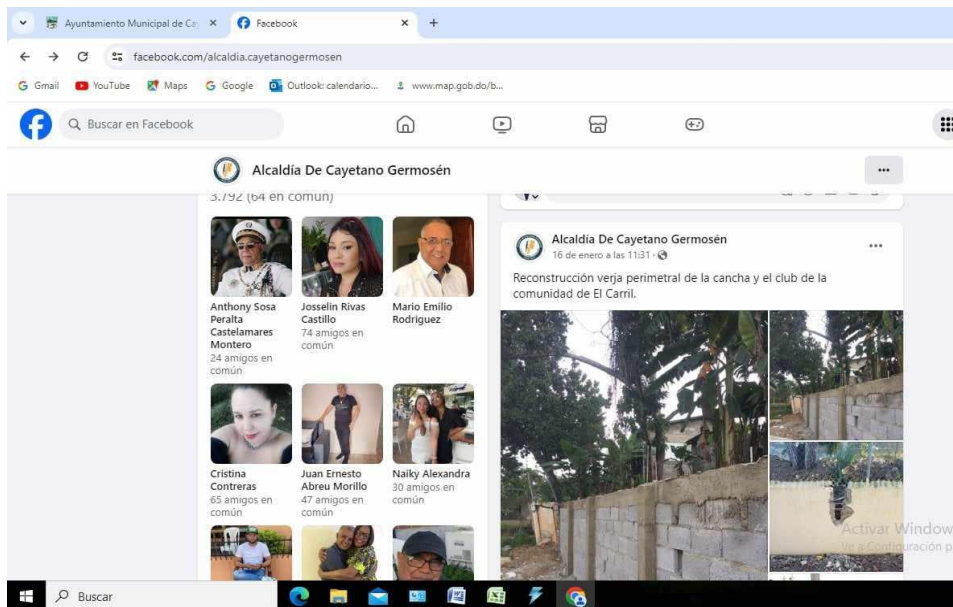 Ayuntamiento Municipal de Ca
Facebook
facebook.com/alcaldia.cayetanogermosen
Gmail
YouTube
Maps
Google
Outlook: calendario...
www.map.gob.do/b...
Buscar en Facebook
Alcaldía De Cayetano Germosén
3.792 (64 en común)
Anthony Sosa
Peralta
Castelamares
Montero
24 amigos en
común
Josselin Rivas
Castillo
74 amigos en
común
Mario Emilio
Rodriguez
Cristina
Contreras
65 amigos en
común
Juan Ernesto
Abreu Morillo
47 amigos en
común
Naiky Alexandra
30 amigos en
común
Alcaldía De Cayetano Germosén
16 de enero a las 11:31 ·
Reconstrucción verja perimetral de la cancha y el club de la
comunidad de El Carril.
Activar Window
Ve a Configuración p
Buscar